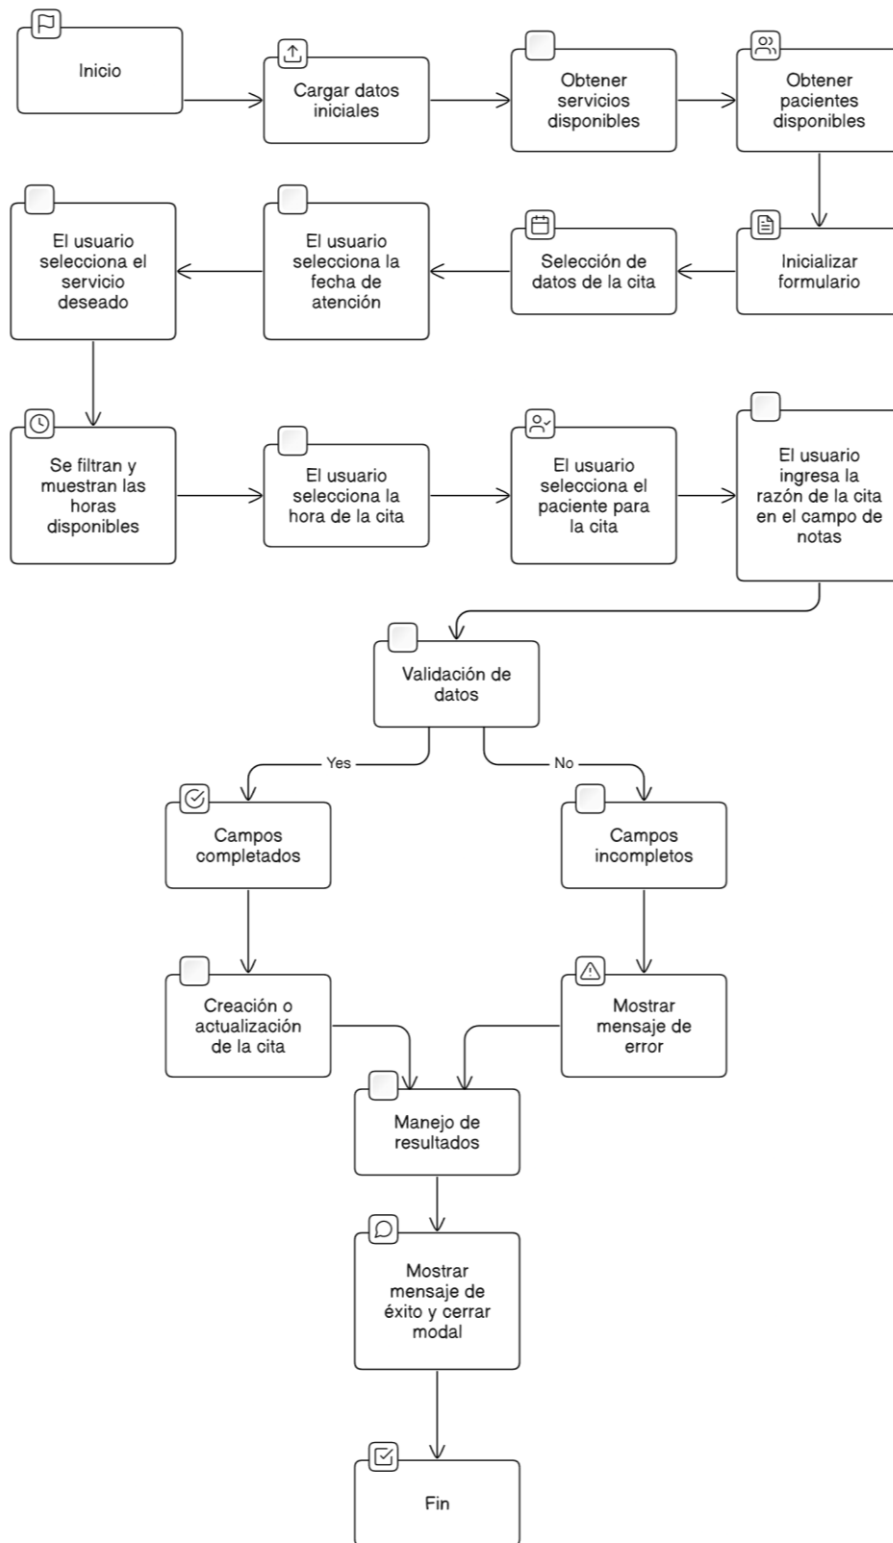 Inicio
Cargar datos
iniciales
Obtener
servicios
disponibles
Obtener
pacientes
disponibles
El usuario
selecciona el
servicio
deseado
El usuario
selecciona la
fecha de
atención
Selección de
datos de la cita
Inicializar
formulario
Se filtran y
muestran las
horas
disponibles
El usuario
selecciona la
hora de la cita
El usuario
selecciona el
paciente para
la cita
El usuario
ingresa la
razón de la cita
en el campo de
notas
Validación de
datos
Yes
No
Campos
completados
Campos
incompletos
Creación o
actualización
de la cita
Mostrar
mensaje de
error
Manejo de
resultados
Mostrar
mensaje de
éxito y cerrar
modal
Fin